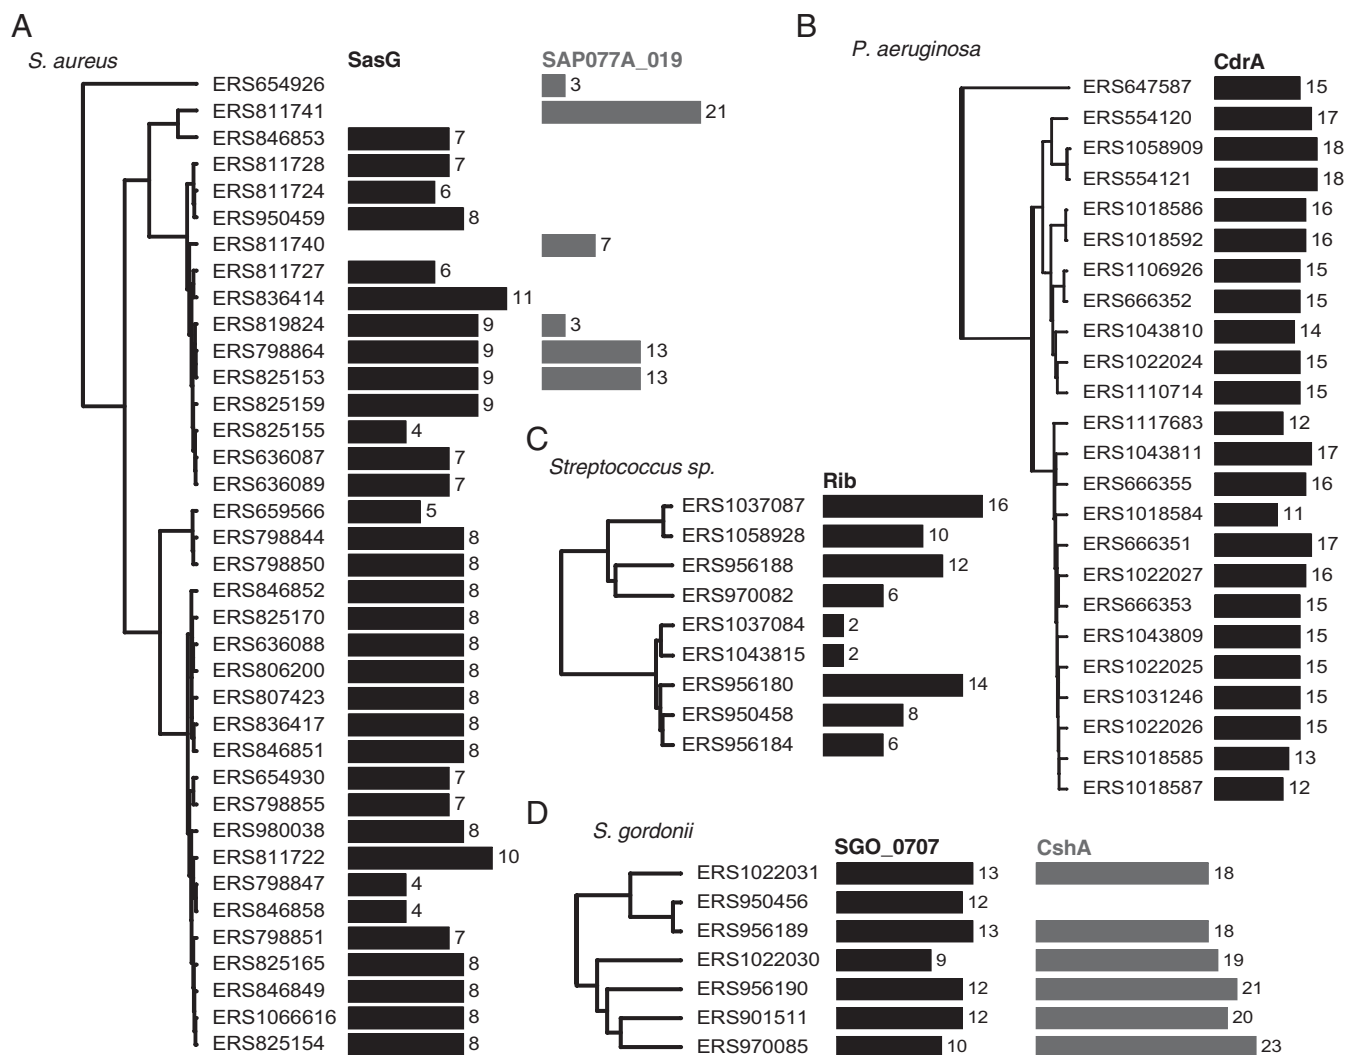 A
S. aureus
SasG
SAP077A_019
ERS654926 3
ERS811741 21
ERS846853 7
ERS811728 7
ERS811724 6
ERS950459 8
ERS811740 7
ERS811727 6
ERS836414 11
ERS819824 9 3
ERS798864 9 13
ERS825153 9 13
ERS825159 9
ERS825155 4
ERS636087 7
ERS636089 7
ERS659566 5
ERS798844 8
ERS798850 8
ERS846852 8
ERS825170 8
ERS636088 8
ERS806200 8
ERS807423 8
ERS836417 8
ERS846851 8
ERS654930 7
ERS798855 7
ERS980038 8
ERS811722 10
ERS798847 4
ERS846858 4
ERS798851 7
ERS825165 8
ERS846849 8
ERS1066616 8
ERS825154 8
B
P. aeruginosa
CdrA
ERS647587 15
ERS554120 17
ERS1058909 18
ERS554121 18
ERS1018586 16
ERS1018592 16
ERS1106926 15
ERS666352 15
ERS1043810 14
ERS1022024 15
ERS1110714 15
ERS1117683 12
ERS1043811 17
ERS666355 16
ERS1018584 11
ERS666351 17
ERS1022027 16
ERS666353 15
ERS1043809 15
ERS1022025 15
ERS1031246 15
ERS1022026 15
ERS1018585 13
ERS1018587 12
C
Streptococcus sp.
Rib
ERS1037087 16
ERS1058928 10
ERS956188 12
ERS970082 6
ERS1037084 2
ERS1043815 2
ERS956180 14
ERS950458 8
ERS956184 6
D
S. gordonii
SGO_0707
CshA
ERS1022031 13 18
ERS950456 12
ERS956189 13 18
ERS1022030 9 19
ERS956190 12 21
ERS901511 12 20
ERS970085 10 23